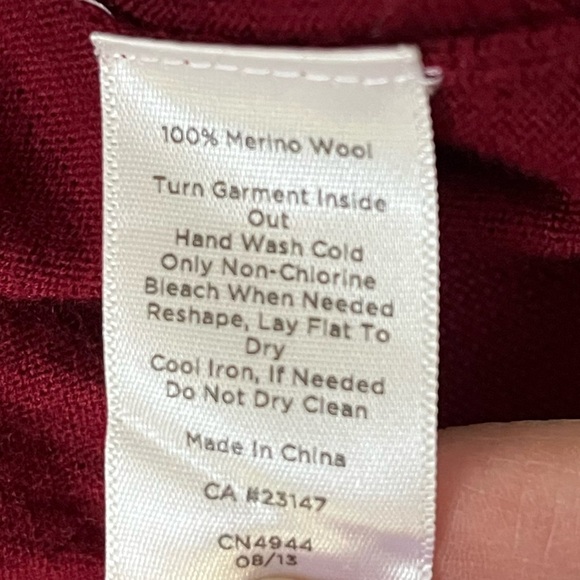 100% Merino Wool
Turn Garment Inside
Out
Hand Wash Cold
Only Non-Chlorine
Bleach When Needed
Reshape, Lay Flat To
Dry
Cool Iron, If Needed
Do Not Dry Clean
Made In China
CA #23147
CN4944
08/13